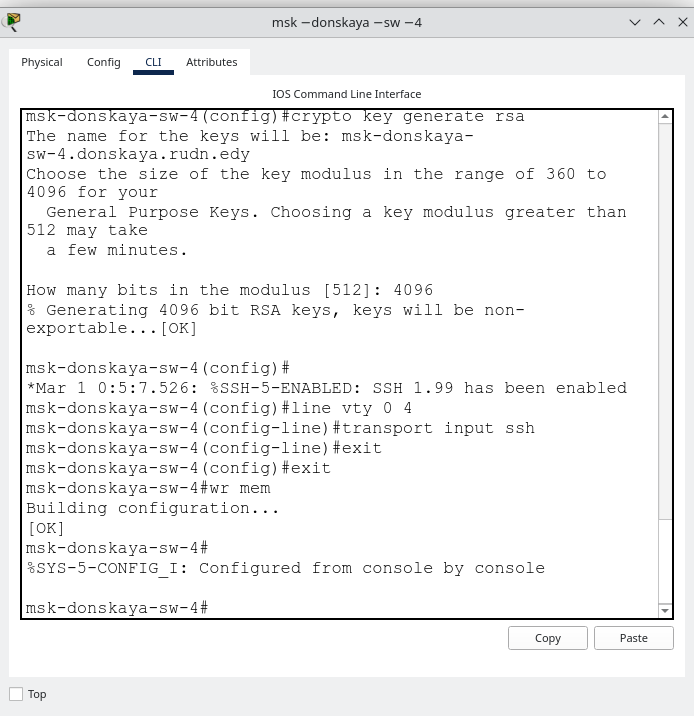 msk −donskaya −sw −4
Physical Config CLI Attributes
IOS Command Line Interface
msk-donskaya-sw-4(config)#crypto key generate rsa
The name for the keys will be: msk-donskaya-
sw-4.donskaya.rudn.edy
Choose the size of the key modulus in the range of 360 to
4096 for your
  General Purpose Keys. Choosing a key modulus greater than
512 may take
  a few minutes.

How many bits in the modulus [512]: 4096
% Generating 4096 bit RSA keys, keys will be non-
exportable...[OK]

msk-donskaya-sw-4(config)#
*Mar 1 0:5:7.526: %SSH-5-ENABLED: SSH 1.99 has been enabled
msk-donskaya-sw-4(config)#line vty 0 4
msk-donskaya-sw-4(config-line)#transport input ssh
msk-donskaya-sw-4(config-line)#exit
msk-donskaya-sw-4(config)#exit
msk-donskaya-sw-4#wr mem
Building configuration...
[OK]
msk-donskaya-sw-4#
%SYS-5-CONFIG_I: Configured from console by console

msk-donskaya-sw-4#
Copy Paste
Top